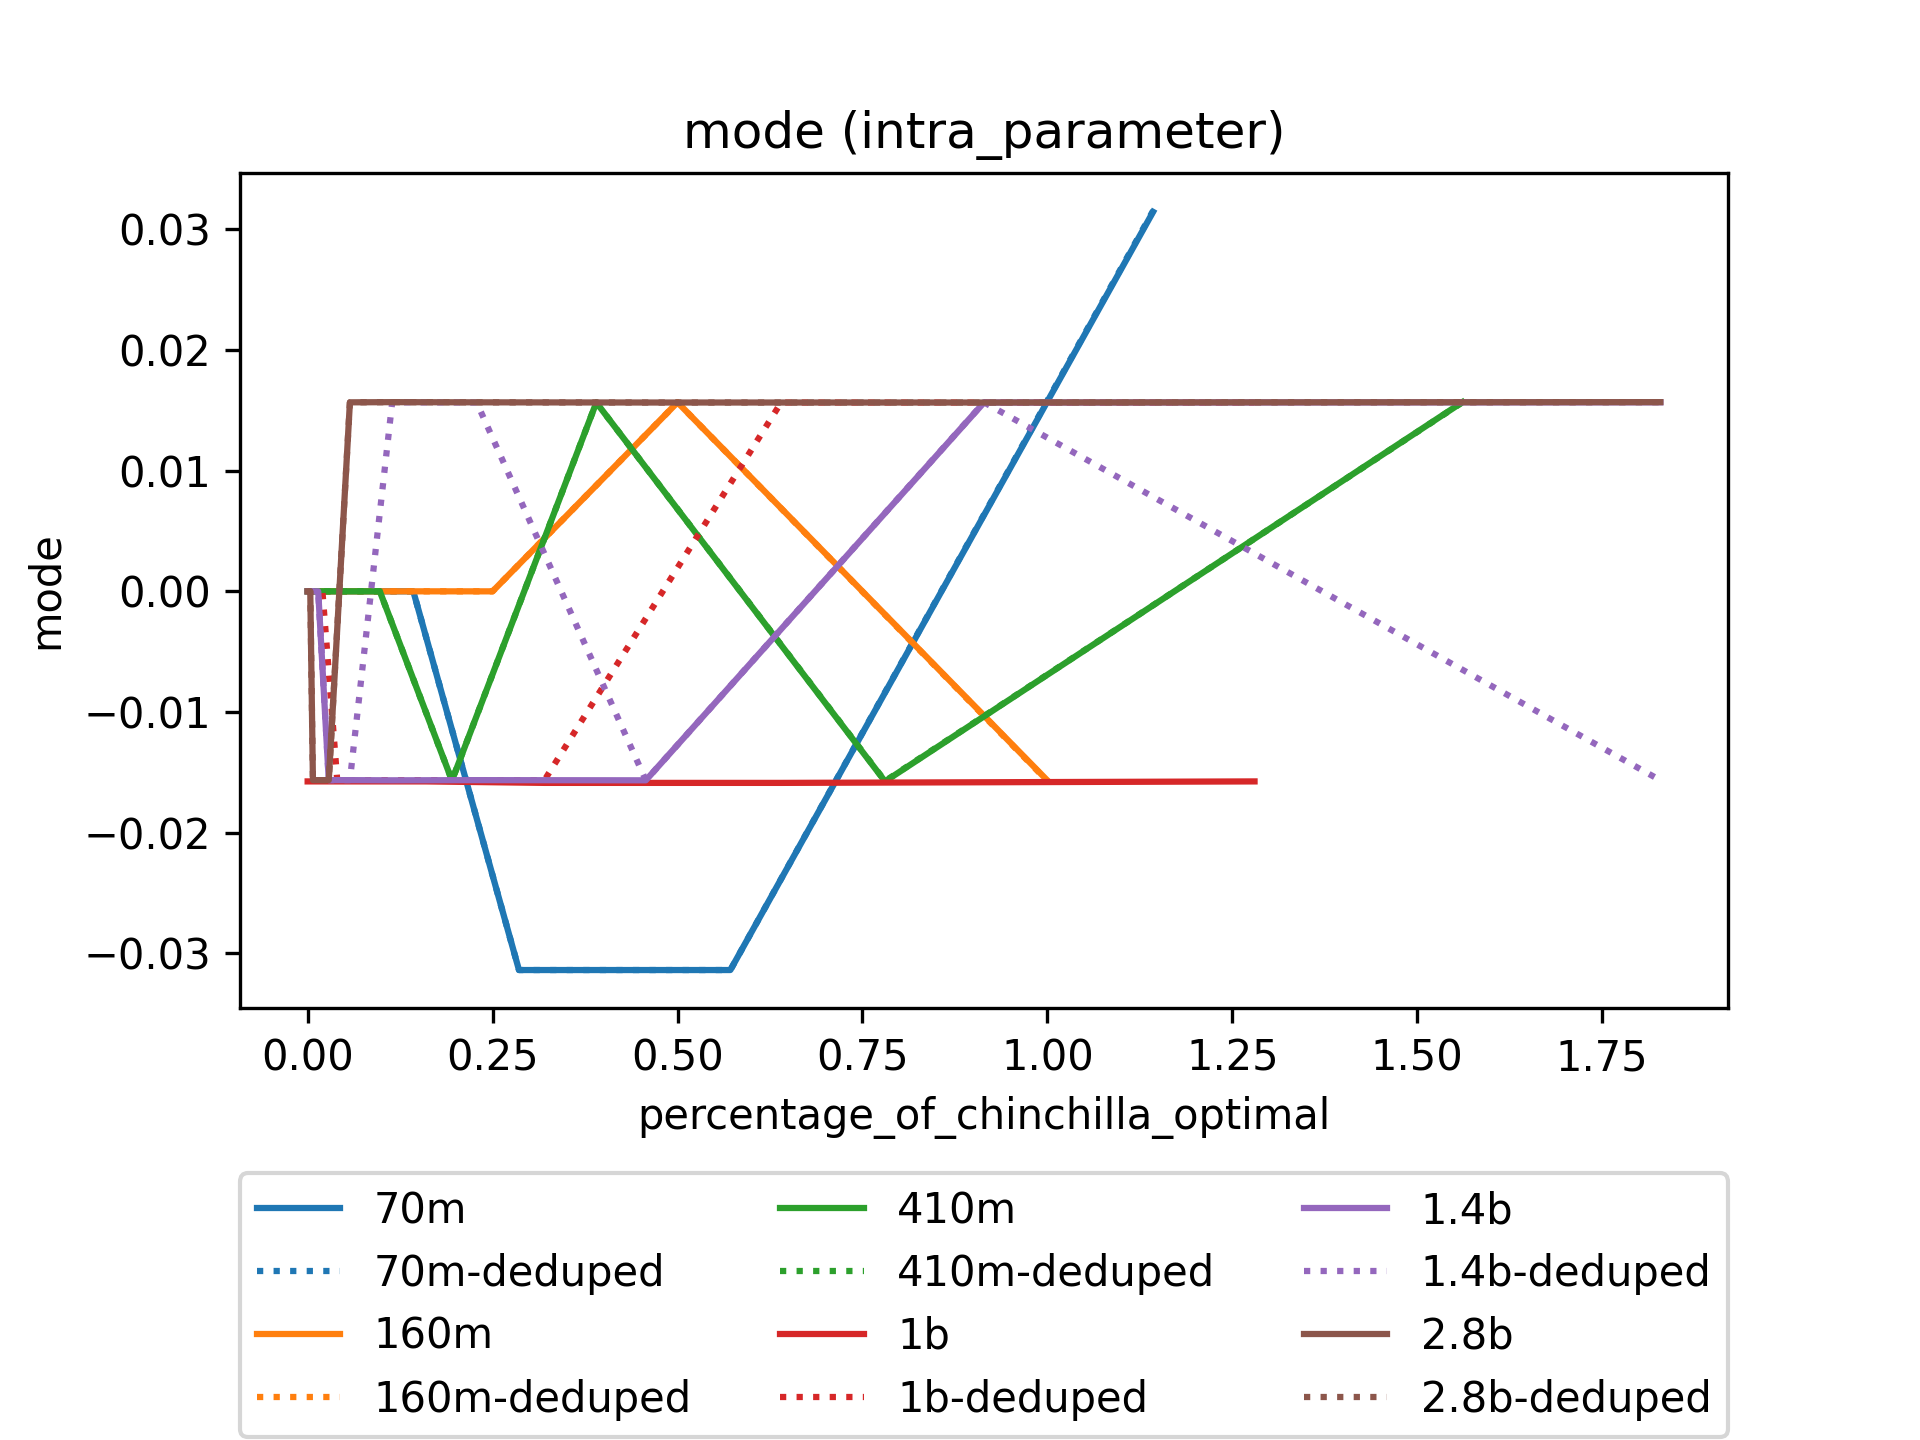 mode (intra_parameter)
mode
0.03
0.02
0.01
0.00
−0.01
−0.02
−0.03
0.00 0.25 0.50 0.75 1.00 1.25 1.50 1.75
percentage_of_chinchilla_optimal
70m 410m 1.4b
70m-deduped 410m-deduped 1.4b-deduped
160m 1b 2.8b
160m-deduped 1b-deduped 2.8b-deduped